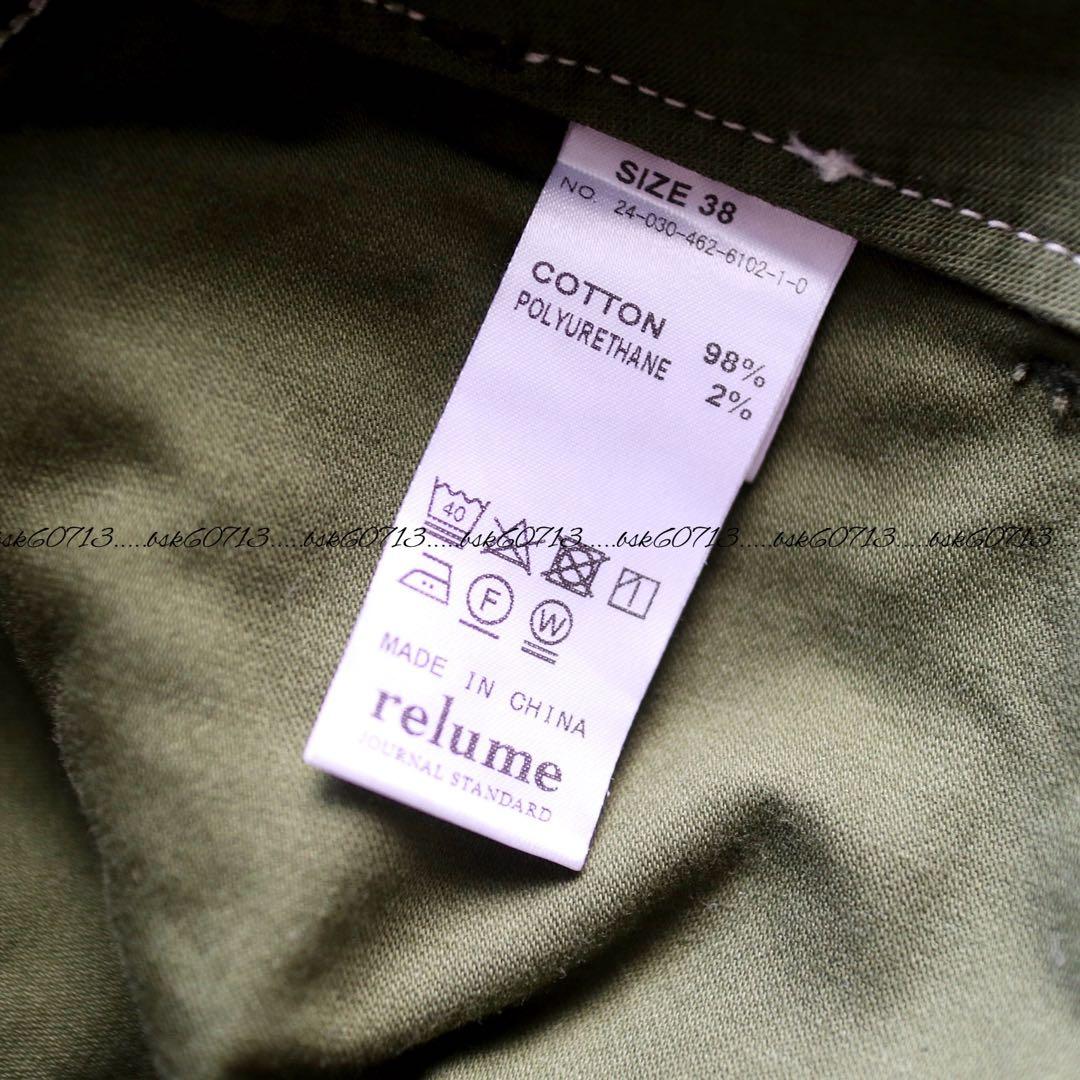 SIZE 38
NO. 24-030-462-6102-1-0
COTTON 98%
POLYURETHANE 2%
40
bsk60713.....bsk60713.....bsk60713.....bsk60713.....bsk60713.....bsk60713
F W
MADE IN CHINA
relume
JOURNAL STANDARD